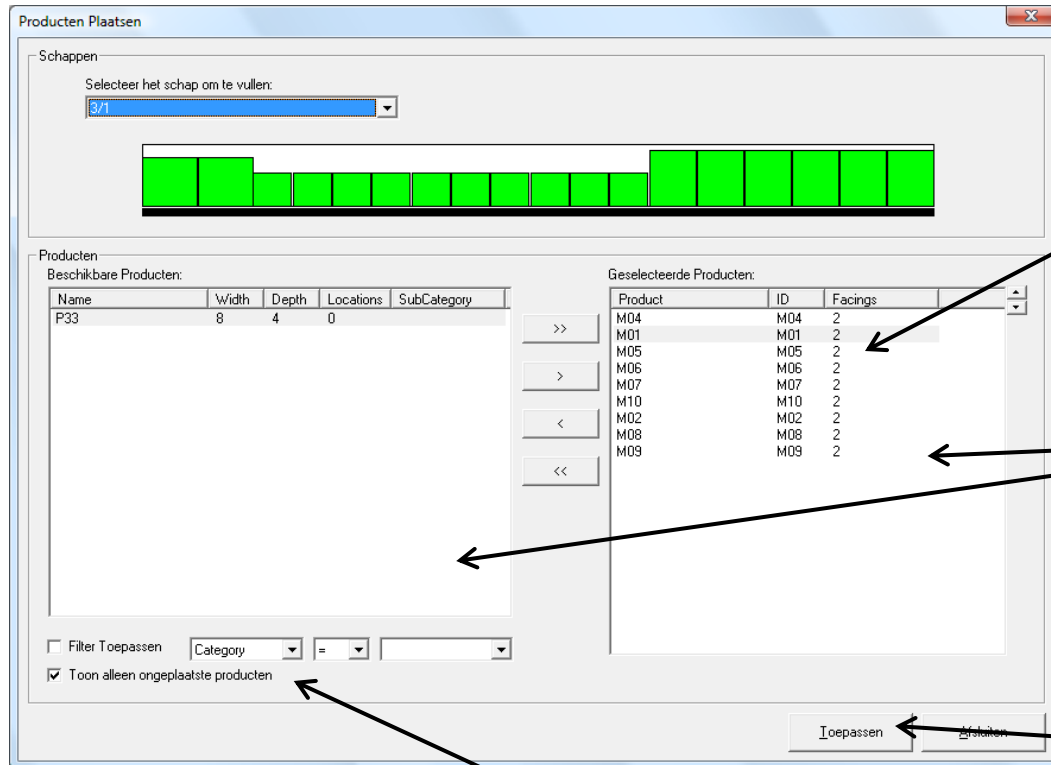 Producten Plaatsen
Schappen
Selecteer het schap om te vullen:
3/1
Producten
Beschikbare Producten:
Name Width Depth Locations SubCategory
P33 8 4 0
>>
>
<
<<
Geselecteerde Producten:
Product ID Facings
M04 M04 2
M01 M01 2
M05 M05 2
M06 M06 2
M07 M07 2
M10 M10 2
M02 M02 2
M08 M08 2
M09 M09 2
Filter Toepassen Category =
Toon alleen ongeplaatste producten
Toepassen Afsluiten